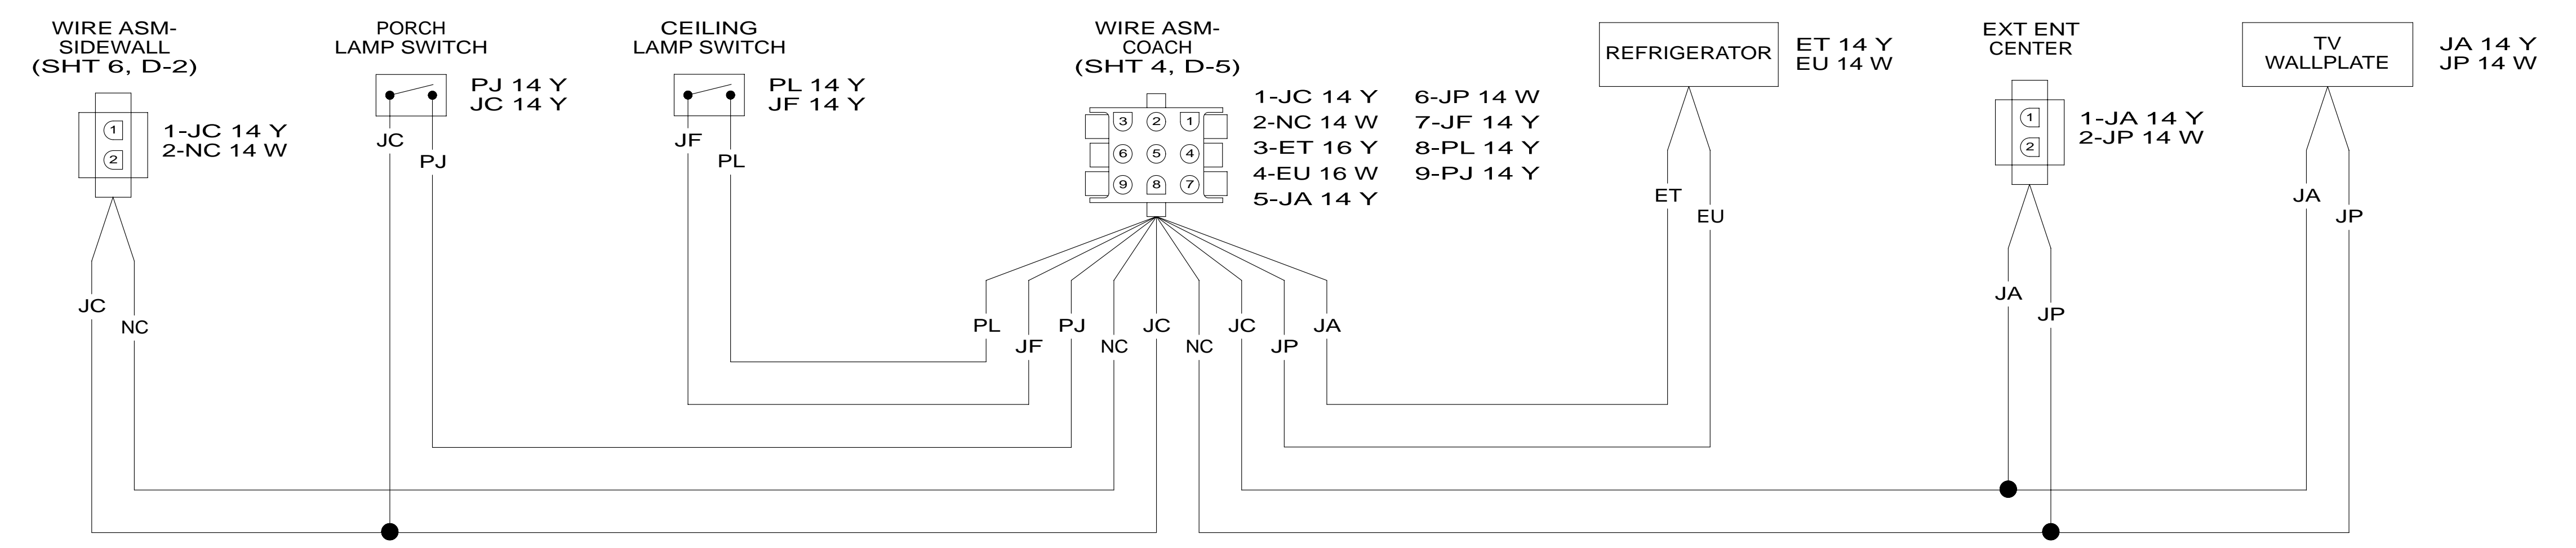 WIRE ASM-
SIDEWALL
(SHT 6, D-2)
1
2
1-JC 14 Y
2-NC 14 W
JC
NC
PORCH
LAMP SWITCH
PJ 14 Y
JC 14 Y
JC
PJ
CEILING
LAMP SWITCH
PL 14 Y
JF 14 Y
JF
PL
WIRE ASM-
COACH
(SHT 4, D-5)
3 2 1
6 5 4
9 8 7
1-JC 14 Y
2-NC 14 W
3-ET 16 Y
4-EU 16 W
5-JA 14 Y
6-JP 14 W
7-JF 14 Y
8-PL 14 Y
9-PJ 14 Y
PL
JF
PJ
NC
JC
NC
JC
JP
JA
REFRIGERATOR
ET 14 Y
EU 14 W
ET
EU
EXT ENT
CENTER
1
2
1-JA 14 Y
2-JP 14 W
JA
JP
TV
WALLPLATE
JA 14 Y
JP 14 W
JA
JP